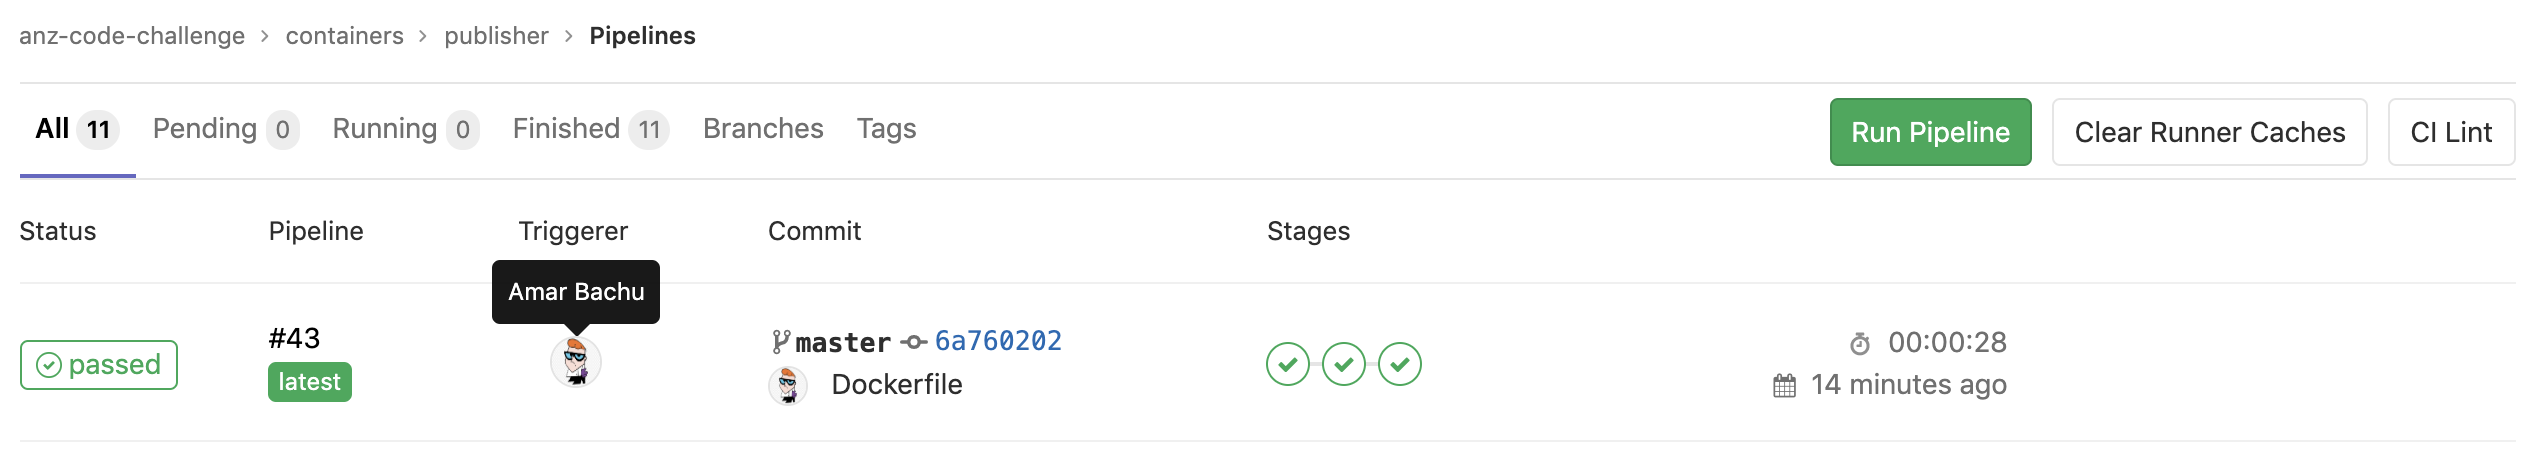 anz-code-challenge > containers > publisher > Pipelines
All 11 Pending 0 Running 0 Finished 11 Branches Tags Run Pipeline Clear Runner Caches CI Lint
Status Pipeline Triggerer Commit Stages
Amar Bachu
passed #43 master 6a760202 00:00:28
latest Dockerfile 14 minutes ago